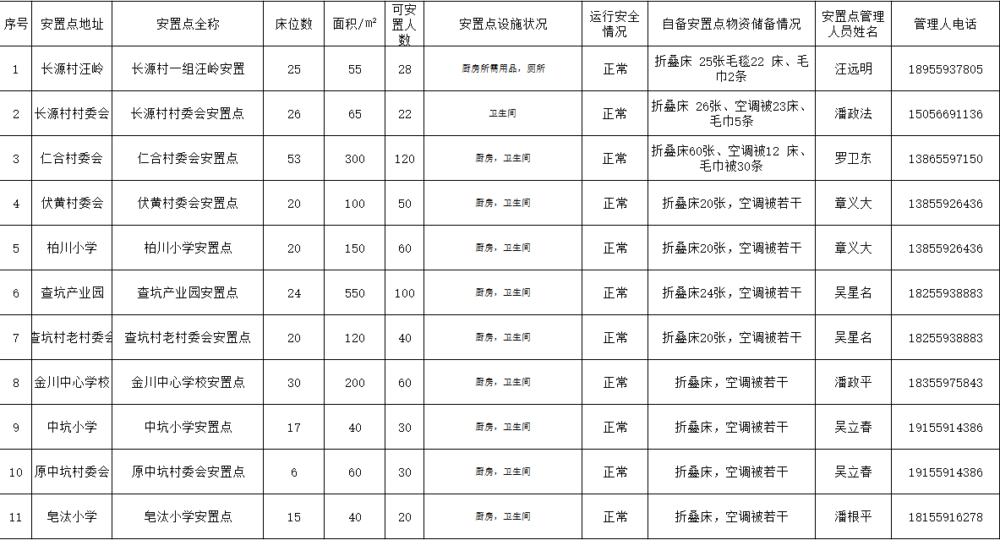 序号 安置点地址 安置点全称 床位数 面积/㎡ 可安置人数 安置点设施状况 运行安全情况 自备安置点物资储备情况 安置点管理人员姓名 管理人电话
1 长源村汪岭 长源村一组汪岭安置 25 55 28 厨房所需用品，厕所 正常 折叠床 25张毛毯22 床、毛巾2条 汪远明 18955937805
2 长源村村委会 长源村村委会安置点 26 65 22 卫生间 正常 折叠床 26张、空调被23床、毛巾5条 潘政法 15056691136
3 仁合村委会 仁合村委会安置点 53 300 120 厨房，卫生间 正常 折叠床60张、空调被12 床、毛巾被30条 罗卫东 13865597150
4 伏黄村委会 伏黄村委会安置点 20 100 50 厨房，卫生间 正常 折叠床20张，空调被若干 章义大 13855926436
5 柏川小学 柏川小学安置点 20 150 60 厨房，卫生间 正常 折叠床20张，空调被若干 章义大 13855926436
6 查坑产业园 查坑产业园安置点 24 550 100 厨房，卫生间 正常 折叠床24张，空调被若干 吴星名 18255938883
7 查坑村老村委会 查坑村老村委会安置点 20 120 40 厨房，卫生间 正常 折叠床20张，空调被若干 吴星名 18255938883
8 金川中心学校 金川中心学校安置点 30 200 60 厨房，卫生间 正常 折叠床，空调被若干 潘政平 18355975843
9 中坑小学 中坑小学安置点 17 40 30 厨房，卫生间 正常 折叠床，空调被若干 吴立春 19155914386
10 原中坑村委会 原中坑村委会安置点 6 60 30 厨房，卫生间 正常 折叠床，空调被若干 吴立春 19155914386
11 皂汰小学 皂汰小学安置点 15 40 20 厨房，卫生间 正常 折叠床，空调被若干 潘根平 18155916278